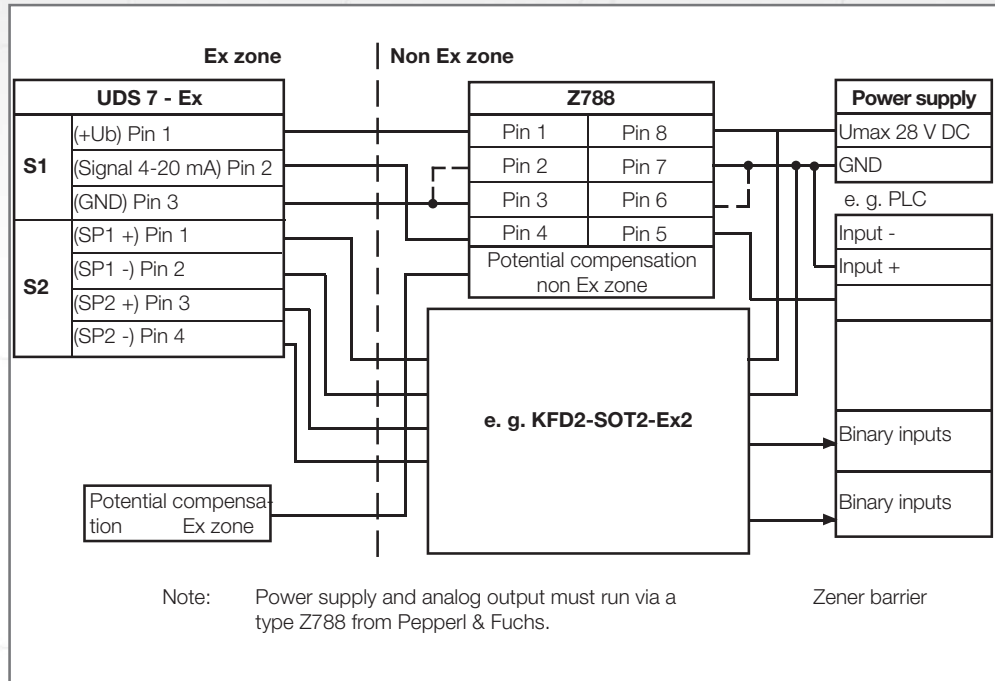 Ex zone
Non Ex zone
UDS 7 - Ex
S1
(+Ub) Pin 1
(Signal 4-20 mA) Pin 2
(GND) Pin 3
S2
(SP1 +) Pin 1
(SP1 -) Pin 2
(SP2 +) Pin 3
(SP2 -) Pin 4
Z788
Pin 1
Pin 8
Pin 2
Pin 7
Pin 3
Pin 6
Pin 4
Pin 5
Potential compensation
non Ex zone
Power supply
Umax 28 V DC
GND
e. g. PLC
Input -
Input +
Binary inputs
Binary inputs
e. g. KFD2-SOT2-Ex2
Potential compensa-
tion Ex zone
Note: Power supply and analog output must run via a
type Z788 from Pepperl & Fuchs.
Zener barrier